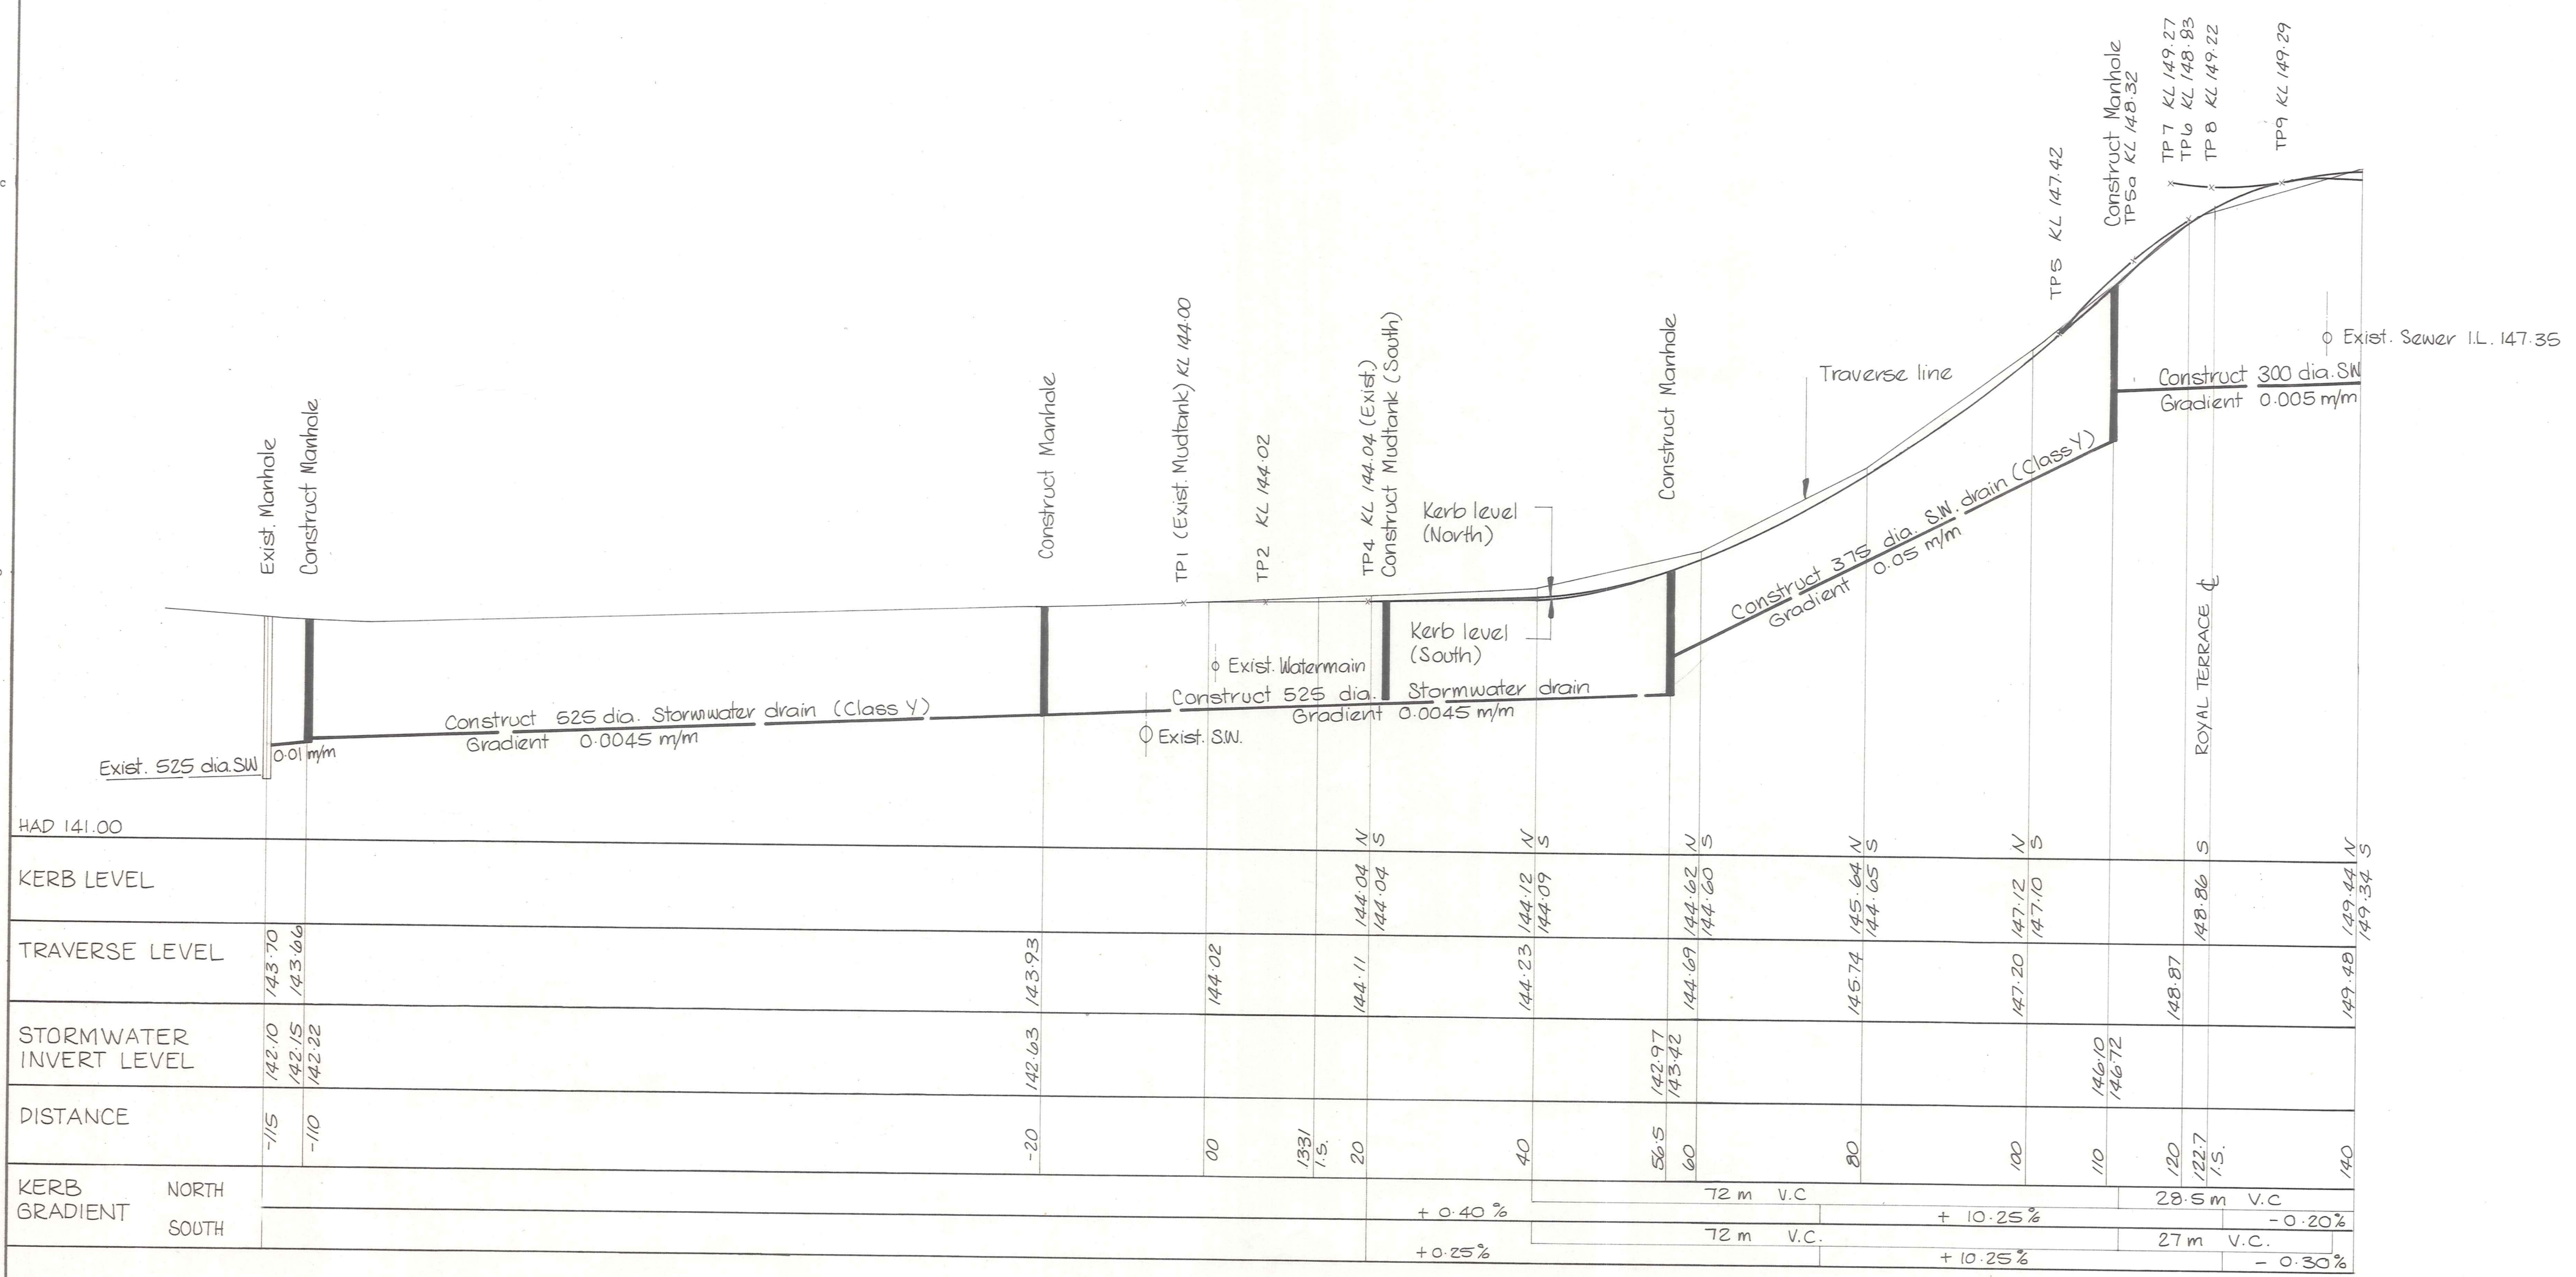 TP7 KL 149.27
TP6 KL 148.83
TP8 KL 149.22
TP9 KL 149.29
Construct Manhole
TP5a KL 148.32
TP5 KL 147.42
Exist. Sewer I.L. 147.35
Construct 300 dia. SW
Gradient 0.005 m/m
Traverse line
Construct 375 dia. S.W. drain (Class Y)
Gradient 0.05 m/m
Exist. Manhole
Construct Manhole
Construct Manhole
TP1 (Exist. Mudtank) KL 144.00
TP2 KL 144.02
TP4 KL 144.04 (Exist.)
Construct Mudtank (South)
Construct Manhole
Kerb level
(North)
Kerb level
(South)
Exist. Watermain
Construct 525 dia. Stormwater drain
Gradient 0.0045 m/m
Construct 525 dia. Stormwater drain (Class Y)
Gradient 0.0045 m/m
Exist. S.W.
0.01 m/m
Exist. 525 dia. SW
ROYAL TERRACE ℄
HAD 141.00
N S N S N S N S N S S N S
KERB LEVEL
144.04 144.04 144.12 144.09 144.62 144.60 145.64 144.65 147.12 147.10 148.86 149.44 149.34
TRAVERSE LEVEL
143.70 143.66 143.93 144.02 144.11 144.23 144.69 145.74 147.20 148.87 149.48
STORMWATER
INVERT LEVEL
142.10 142.15 142.22 142.63 142.97 143.42 146.10 146.72
DISTANCE
-115 -110 -20 00 13.31 I.S. 20 40 56.5 60 80 100 110 120 122.7 I.S. 140
KERB
GRADIENT
NORTH
72 m V.C 28.5 m V.C
+ 0.40 % + 10.25% - 0.20%
SOUTH
72 m V.C. 27 m V.C.
+0.25% + 10.25% - 0.30%